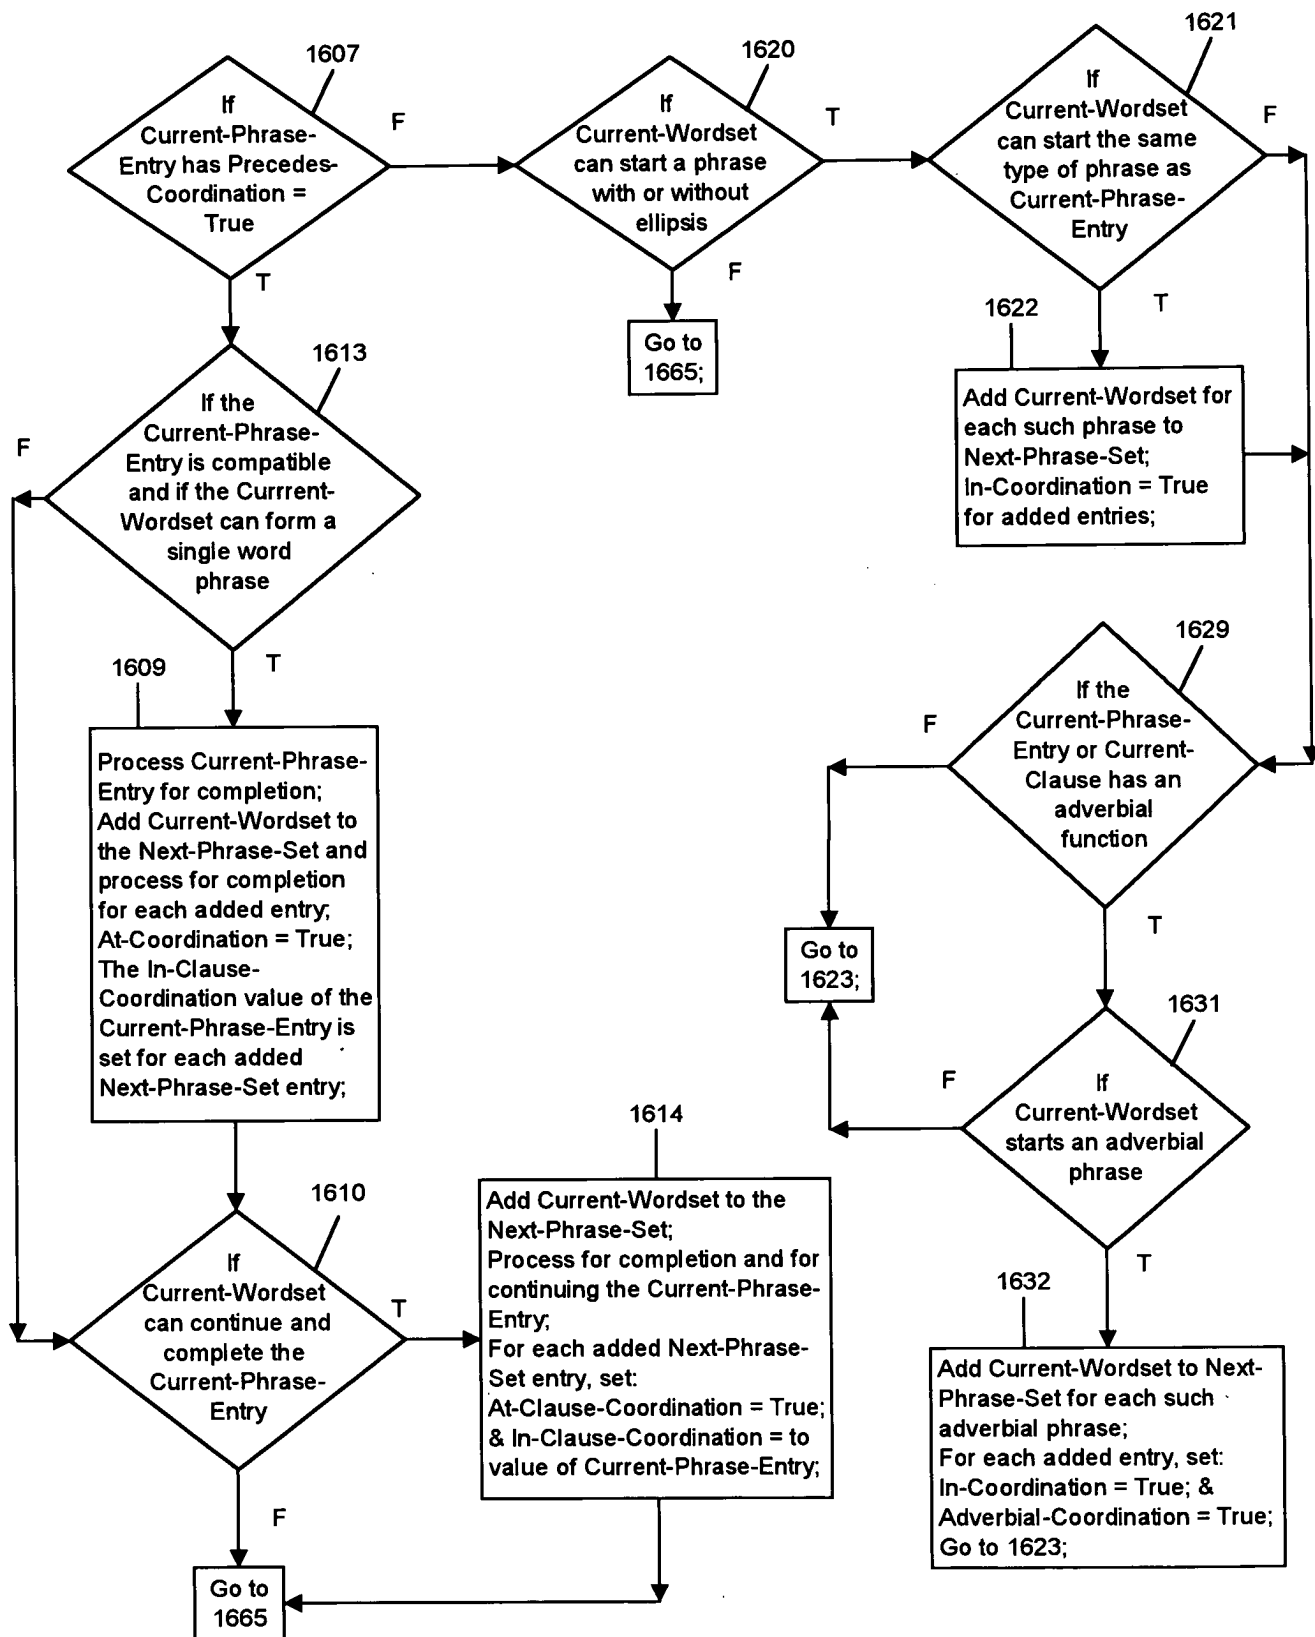 1607
If
Current-Phrase-
Entry has Precedes-
Coordination =
True
F
T
1620
If
Current-Wordset
can start a phrase
with or without
ellipsis
T
F
Go to
1665;
1621
If
Current-Wordset
can start the same
type of phrase as
Current-Phrase-
Entry
F
T
1622
Add Current-Wordset for
each such phrase to
Next-Phrase-Set;
In-Coordination = True
for added entries;
1613
If the
Current-Phrase-
Entry is compatible
and if the Currrent-
Wordset can form a
single word
phrase
F
T
1609
Process Current-Phrase-
Entry for completion;
Add Current-Wordset to
the Next-Phrase-Set and
process for completion
for each added entry;
At-Coordination = True;
The In-Clause-
Coordination value of the
Current-Phrase-Entry is
set for each added
Next-Phrase-Set entry;
1629
If the
Current-Phrase-
Entry or Current-
Clause has an
adverbial
function
F
T
Go to
1623;
1631
If
Current-Wordset
starts an adverbial
phrase
F
T
1610
If
Current-Wordset
can continue and
complete the
Current-Phrase-
Entry
T
F
1614
Add Current-Wordset to the
Next-Phrase-Set;
Process for completion and for
continuing the Current-Phrase-
Entry;
For each added Next-Phrase-
Set entry, set:
At-Clause-Coordination = True;
& In-Clause-Coordination = to
value of Current-Phrase-Entry;
1632
Add Current-Wordset to Next-
Phrase-Set for each such
adverbial phrase;
For each added entry, set:
In-Coordination = True; &
Adverbial-Coordination = True;
Go to 1623;
Go to
1665